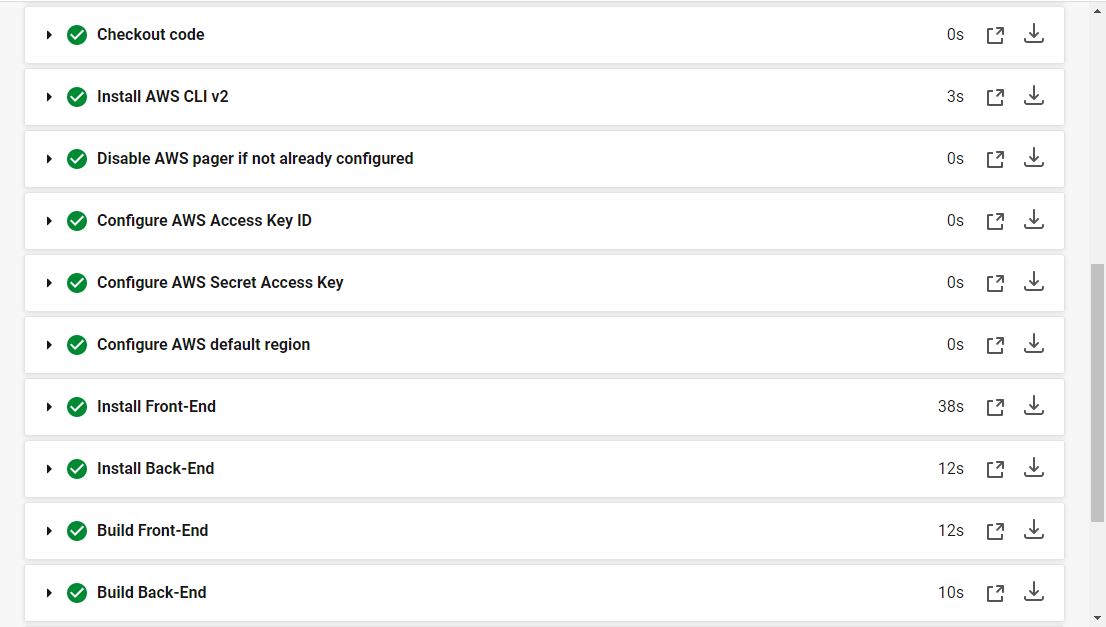 Checkout code 0s
Install AWS CLI v2 3s
Disable AWS pager if not already configured 0s
Configure AWS Access Key ID 0s
Configure AWS Secret Access Key 0s
Configure AWS default region 0s
Install Front-End 38s
Install Back-End 12s
Build Front-End 12s
Build Back-End 10s